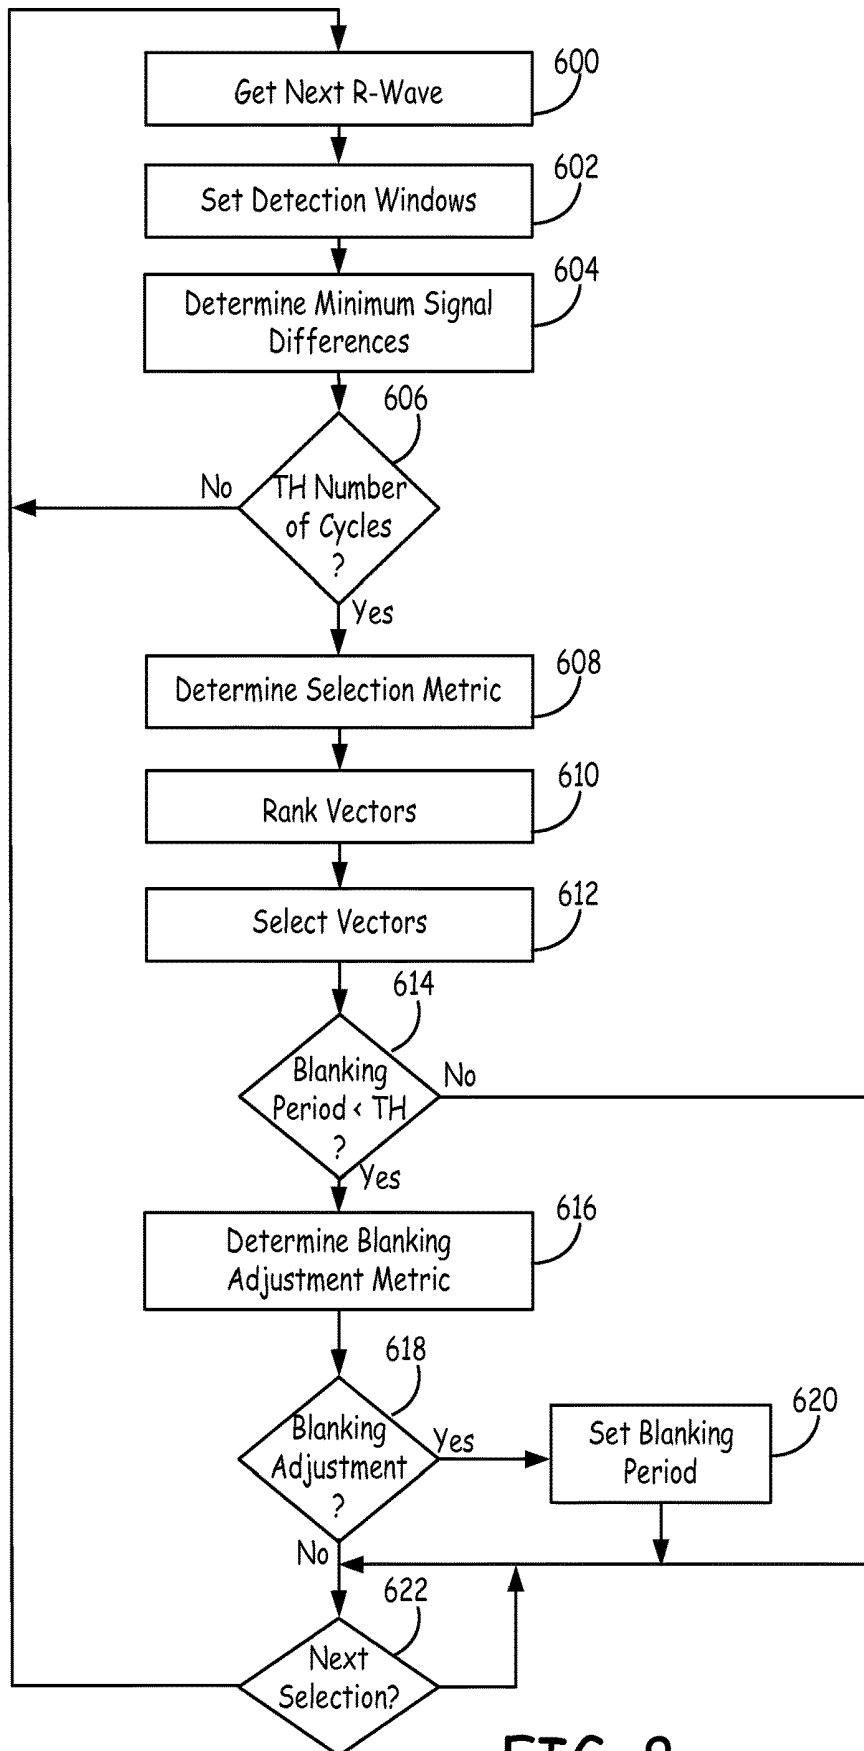 600
Get Next R-Wave
602
Set Detection Windows
604
Determine Minimum Signal
Differences
606
No
TH Number
of Cycles
?
Yes
608
Determine Selection Metric
610
Rank Vectors
612
Select Vectors
614
Blanking
Period < TH
?
No
Yes
616
Determine Blanking
Adjustment Metric
618
Blanking
Adjustment
?
Yes
620
Set Blanking
Period
No
622
Next
Selection?